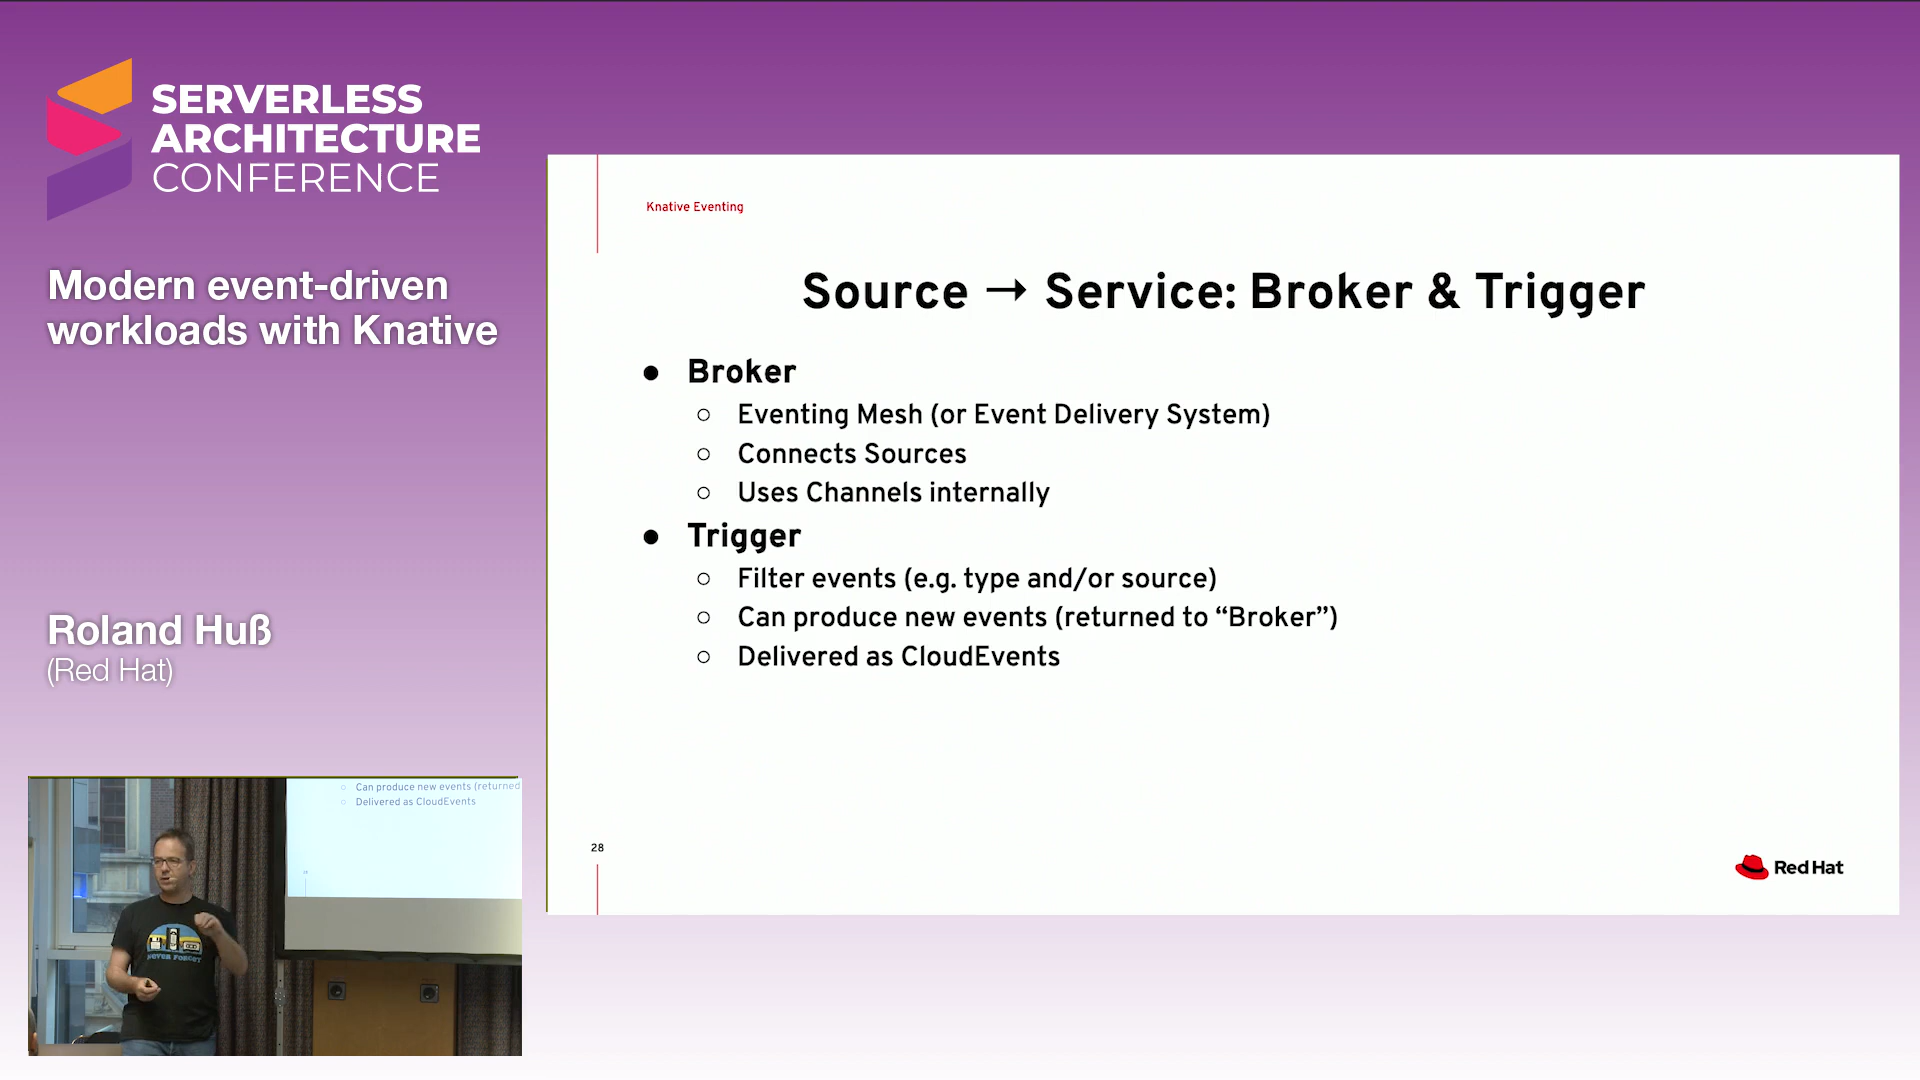 SERVERLESS
ARCHITECTURE
CONFERENCE
Modern event-driven
workloads with Knative
Roland Huß
(Red Hat)
Knative Eventing
Source → Service: Broker & Trigger
● Broker
○ Eventing Mesh (or Event Delivery System)
○ Connects Sources
○ Uses Channels internally
● Trigger
○ Filter events (e.g. type and/or source)
○ Can produce new events (returned to “Broker”)
○ Delivered as CloudEvents
28
Red Hat
○ Can produce new events (returned
○ Delivered as CloudEvents
NEVER FORGET